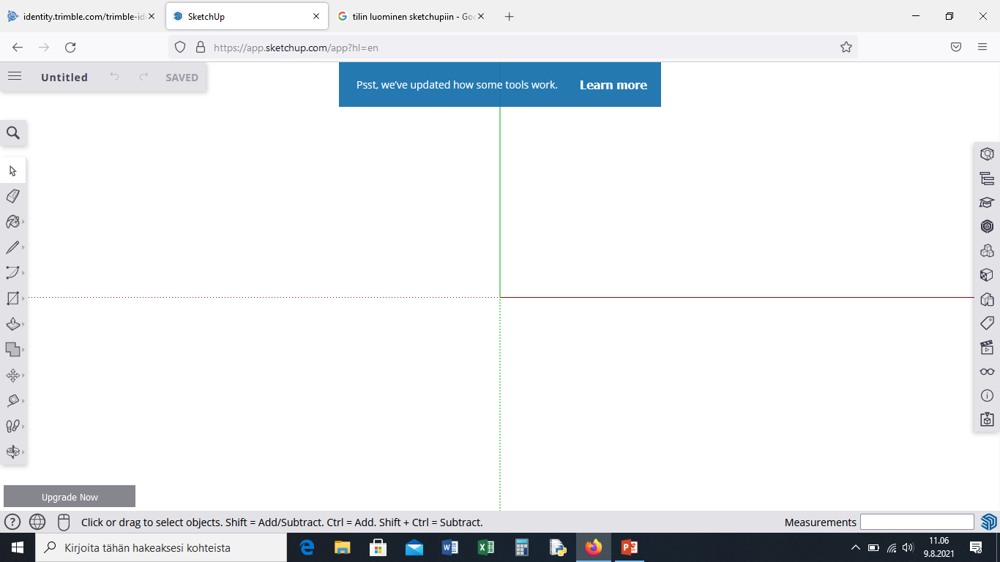 identity.trimble.com/trimble-id
SketchUp
tilin luominen sketchupiin - Goo
https://app.sketchup.com/app?hl=en
Untitled
SAVED
Psst, we've updated how some tools work.
Learn more
Upgrade Now
Click or drag to select objects. Shift = Add/Subtract. Ctrl = Add. Shift + Ctrl = Subtract.
Measurements
Kirjoita tähän hakeaksesi kohteista
11.06
9.8.2021